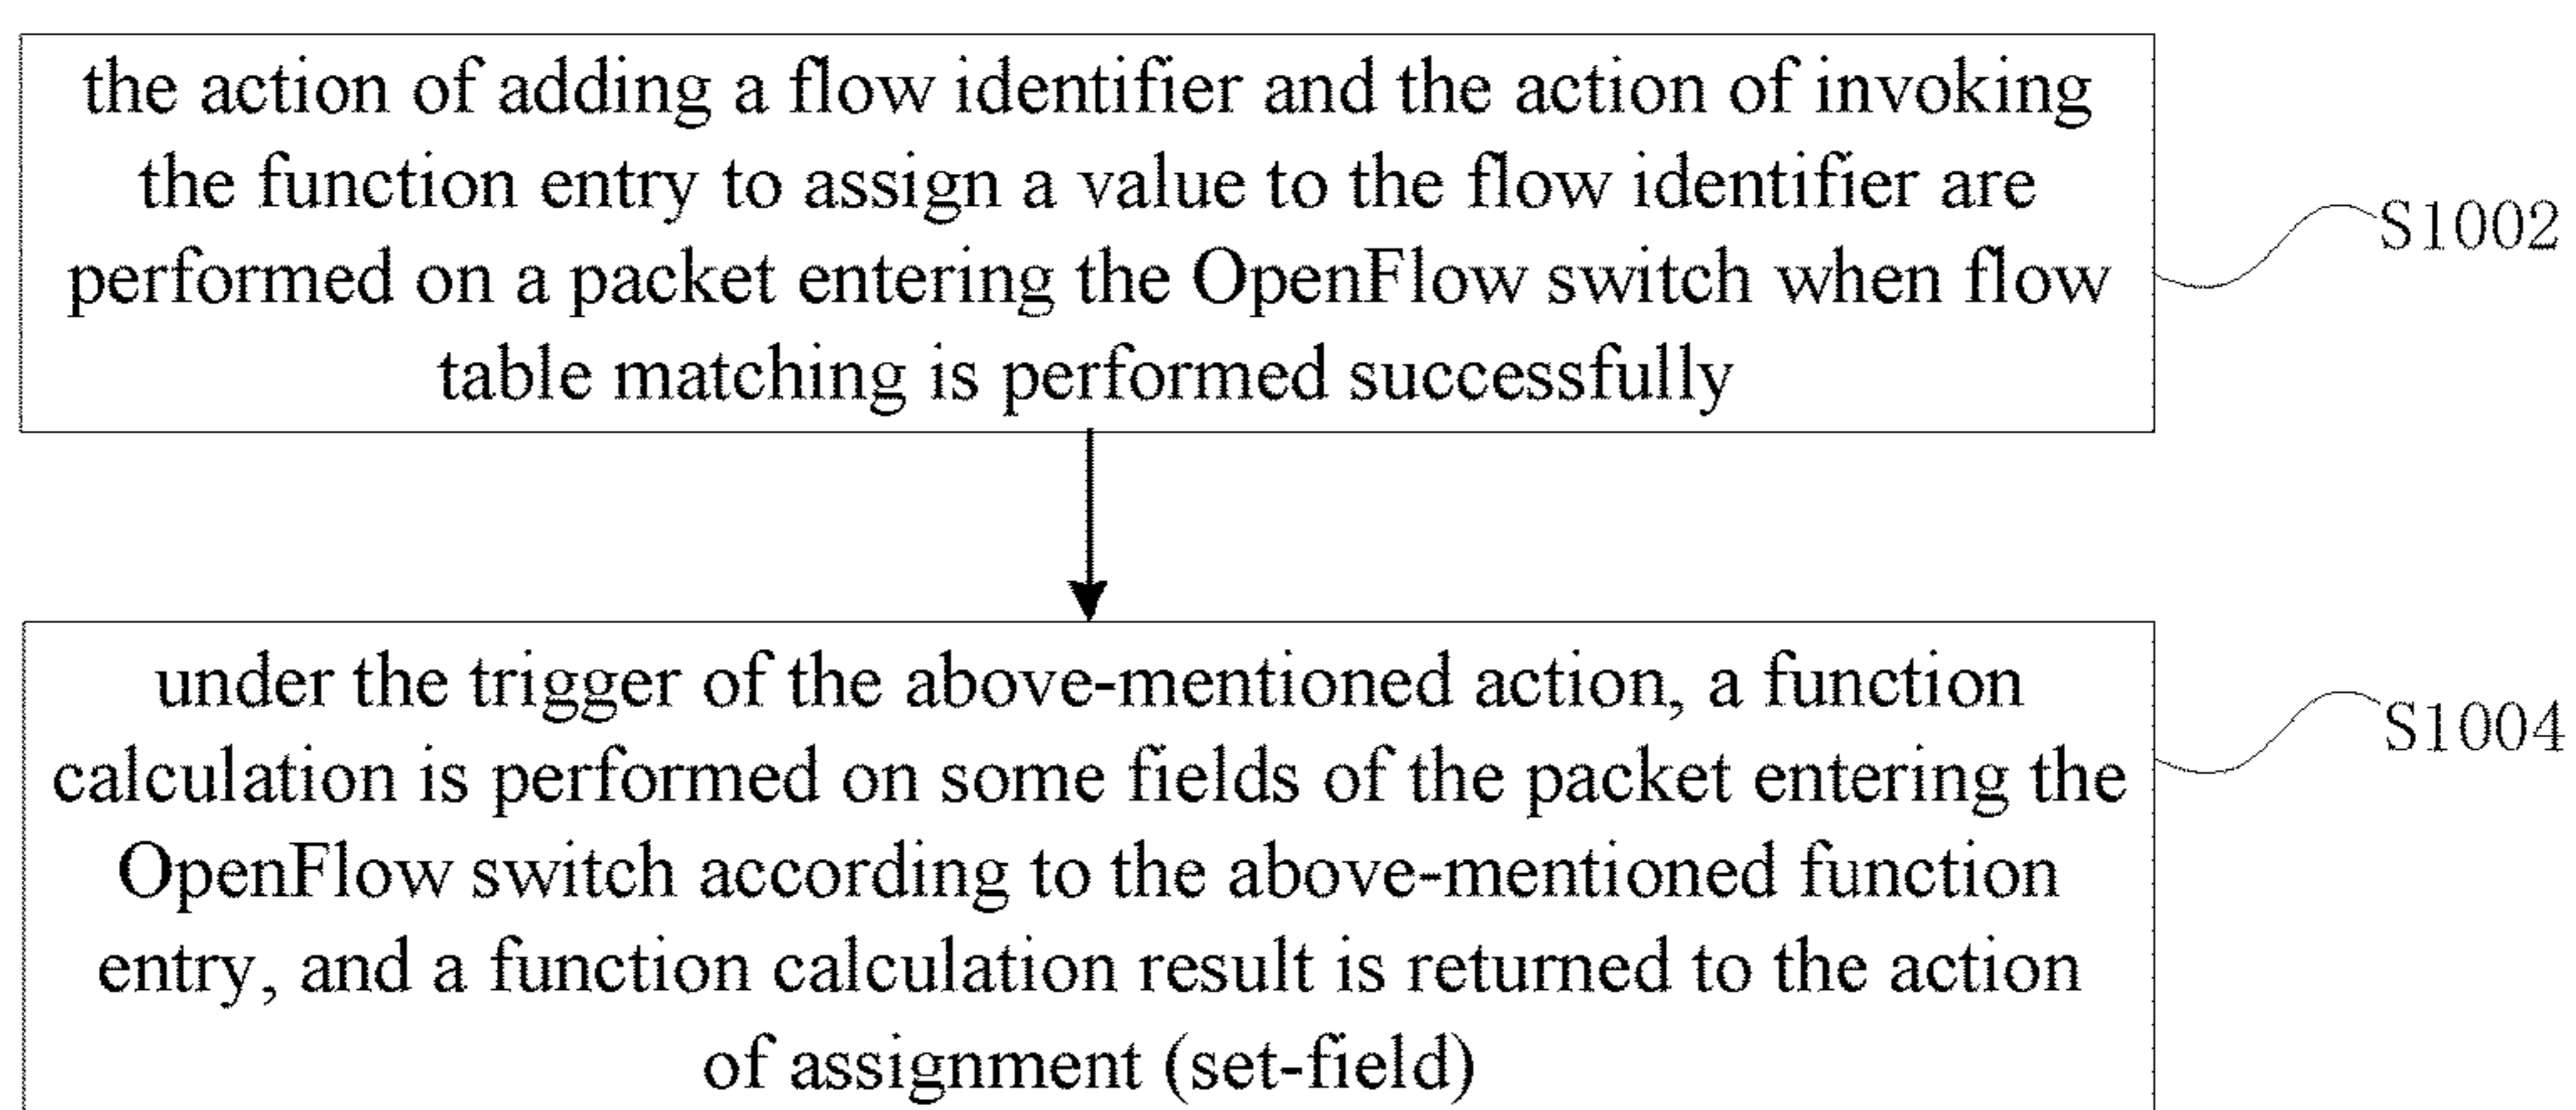 the action of adding a flow identifier and the action of invoking
the function entry to assign a value to the flow identifier are
performed on a packet entering the OpenFlow switch when flow
table matching is performed successfully
S1002
under the trigger of the above-mentioned action, a function
calculation is performed on some fields of the packet entering the
OpenFlow switch according to the above-mentioned function
entry, and a function calculation result is returned to the action
of assignment (set-field)
S1004